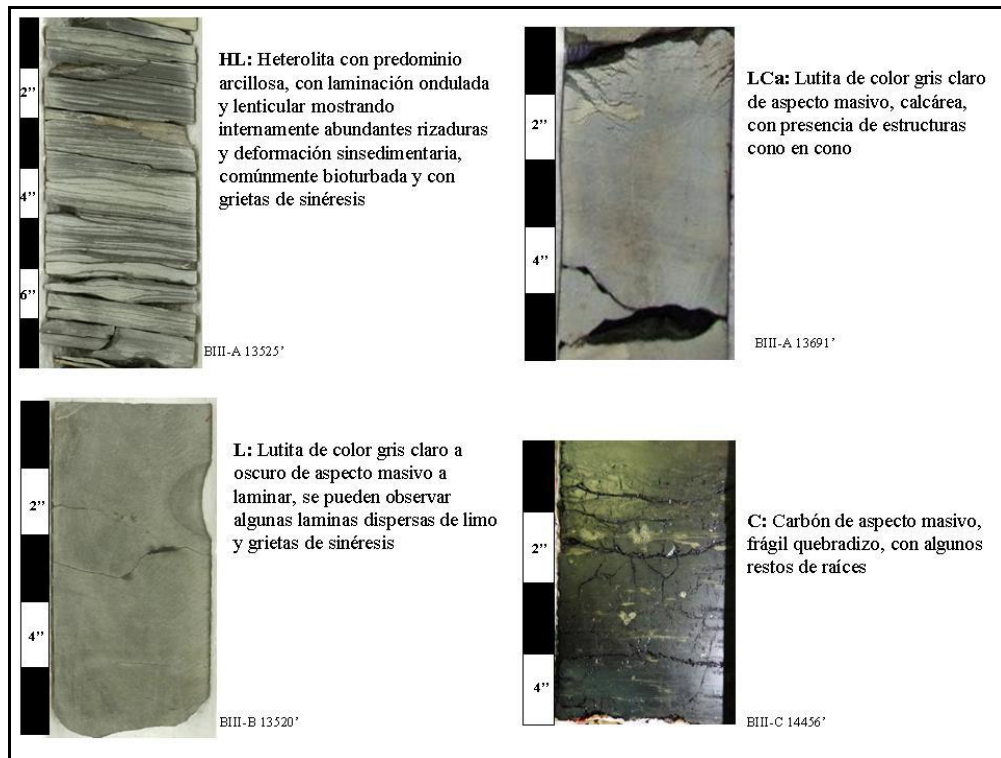 HL: Heterolita con predominio
arcillosa, con laminación ondulada
y lenticular mostrando
internamente abundantes rizaduras
y deformación sinsedimentaria,
comúnmente bioturbada y con
grietas de sinéresis
2’’
4’’
6’’
BIII-A 13525’
LCa: Lutita de color gris claro
de aspecto masivo, calcárea,
con presencia de estructuras
cono en cono
2’’
4’’
BIII-A 13691’
L: Lutita de color gris claro a
oscuro de aspecto masivo a
laminar, se pueden observar
algunas laminas dispersas de limo
y grietas de sinéresis
2’’
4’’
BIII-B 13520’
C: Carbón de aspecto masivo,
frágil quebradizo, con algunos
restos de raíces
2’’
4’’
BIII-C 14456’